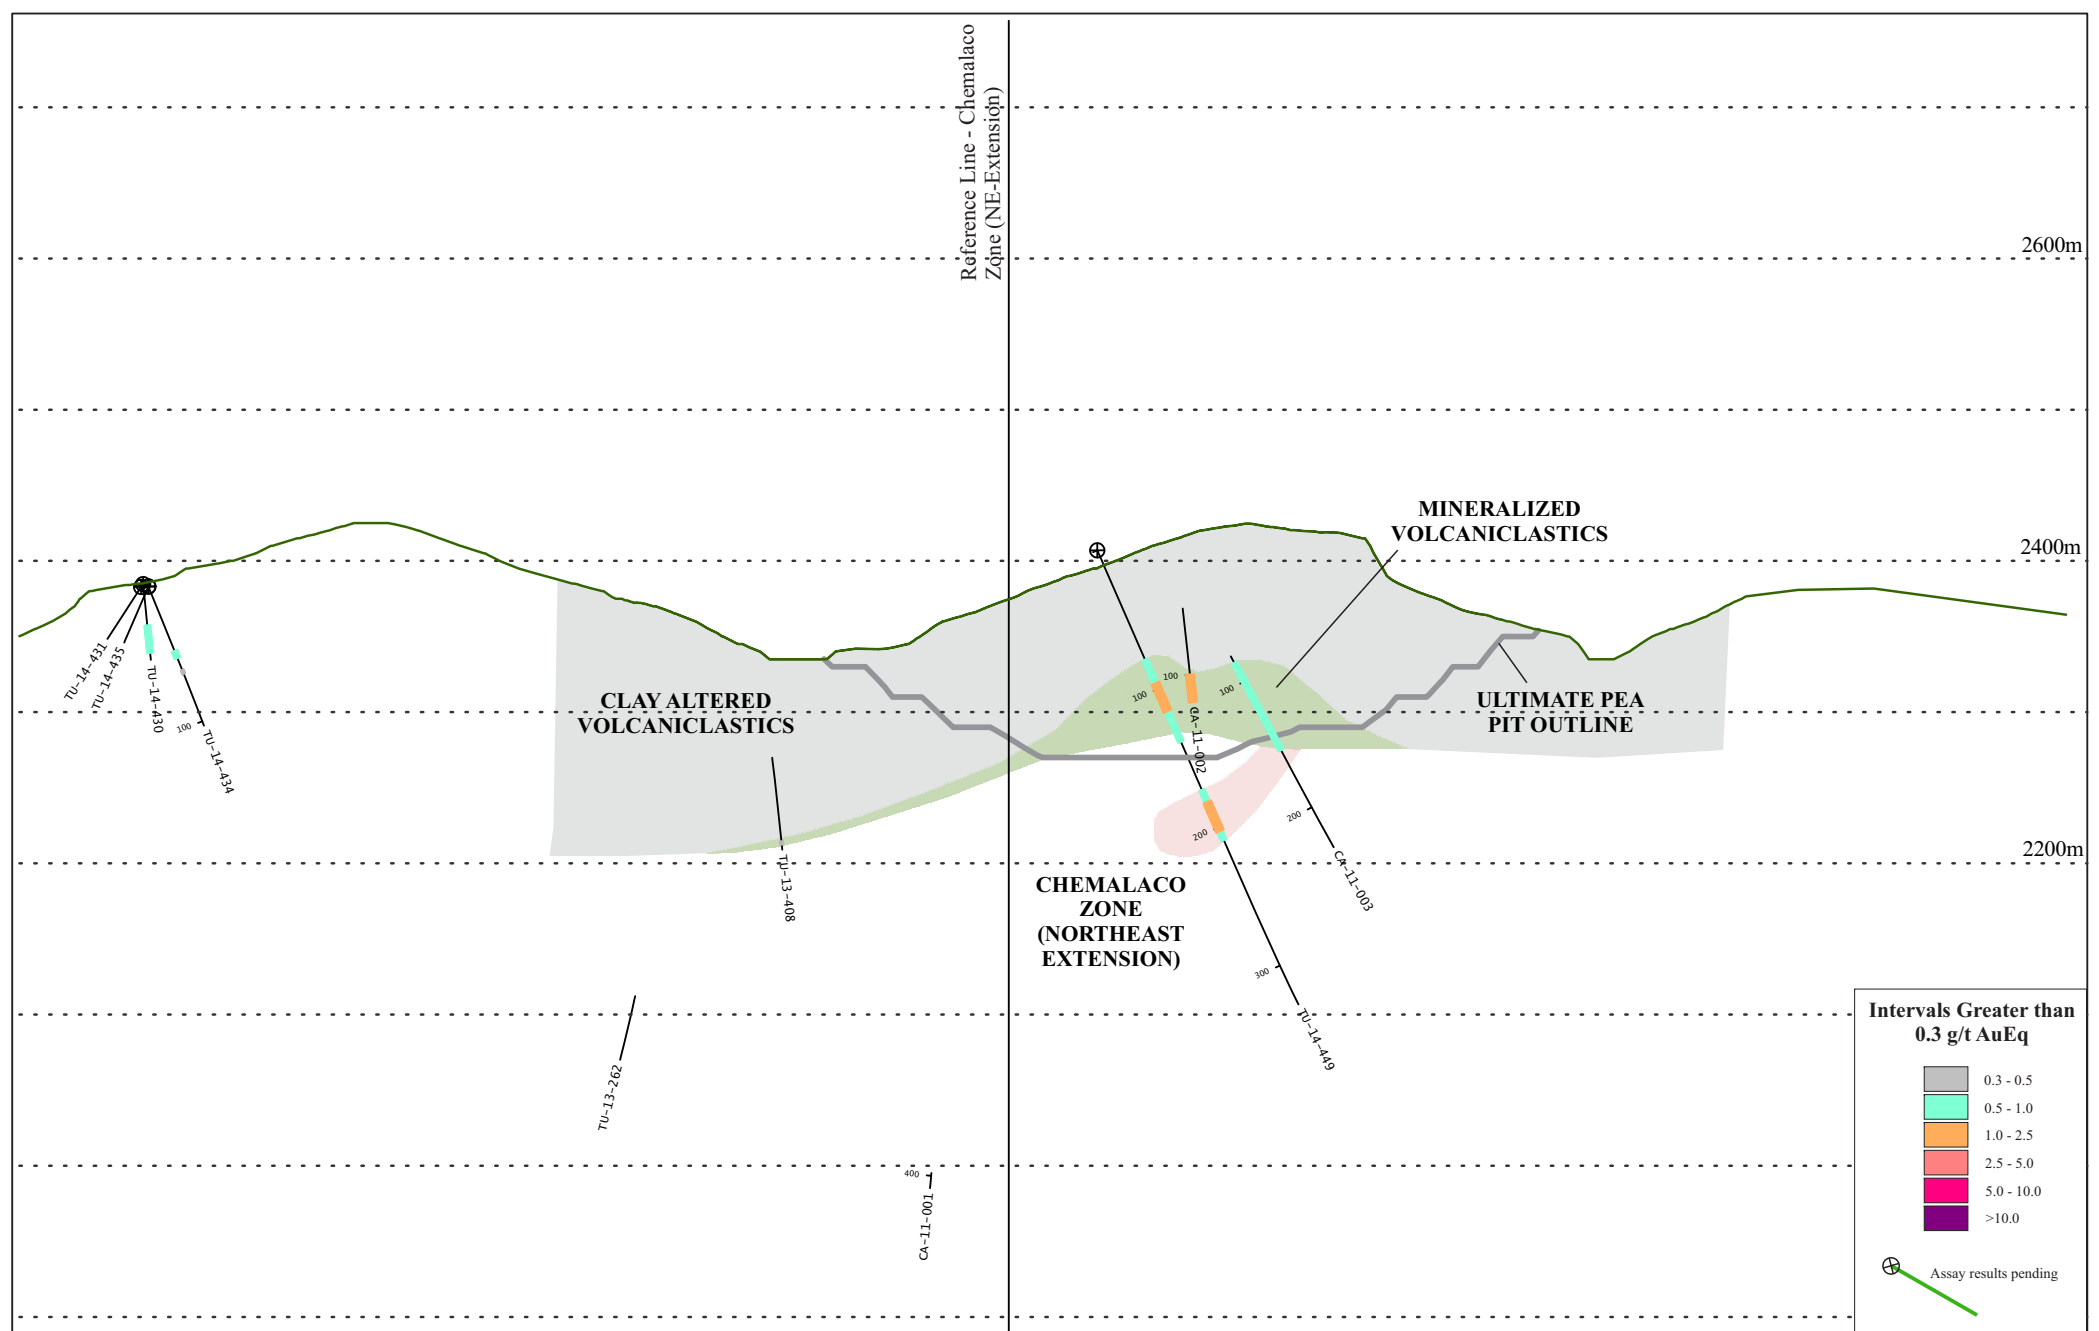 Reference Line - Chemalaco
Zone (NE-Extension)
2600m
2400m
2200m
MINERALIZED
VOLCANICLASTICS
CLAY ALTERED
VOLCANICLASTICS
ULTIMATE PEA
PIT OUTLINE
CHEMALACO
ZONE
(NORTHEAST
EXTENSION)
TU-14-431
TU-14-435
TU-14-430
100
TU-14-434
TU-13-408
TU-13-262
400
CA-11-001
100
100
CA-11-002
100
200
200
CA-11-003
300
TU-14-449
Intervals Greater than
0.3 g/t AuEq
0.3 - 0.5
0.5 - 1.0
1.0 - 2.5
2.5 - 5.0
5.0 - 10.0
>10.0
Assay results pending